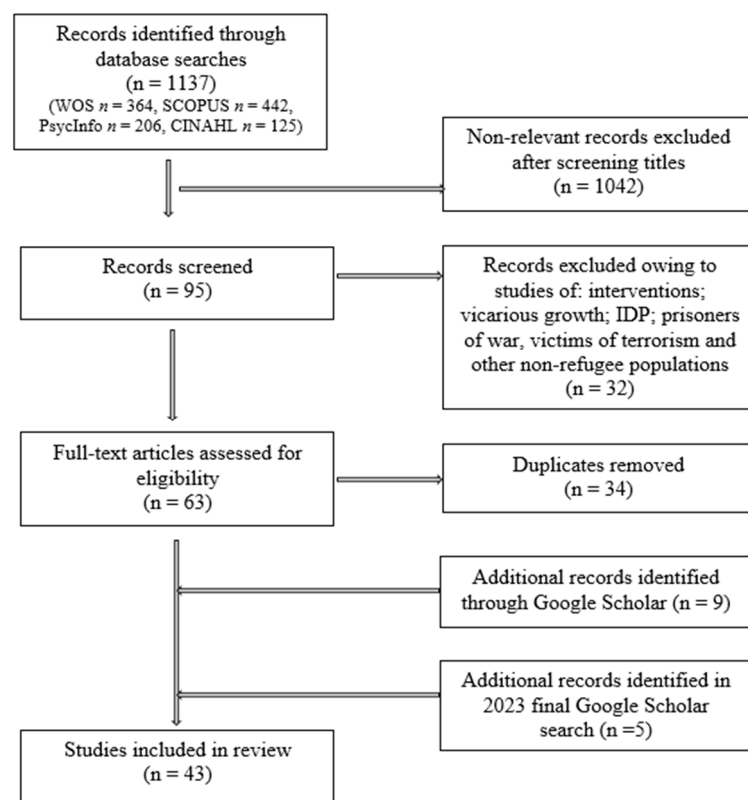 Records identified through
database searches
(n = 1137)
(WOS n = 364, SCOPUS n = 442,
PsycInfo n = 206, CINAHL n = 125)
Non-relevant records excluded
after screening titles
(n = 1042)
Records screened
(n = 95)
Records excluded owing to
studies of: interventions;
vicarious growth; IDP; prisoners
of war, victims of terrorism and
other non-refugee populations
(n = 32)
Full-text articles assessed for
eligibility
(n = 63)
Duplicates removed
(n = 34)
Additional records identified
through Google Scholar (n = 9)
Additional records identified in
2023 final Google Scholar
search (n =5)
Studies included in review
(n = 43)